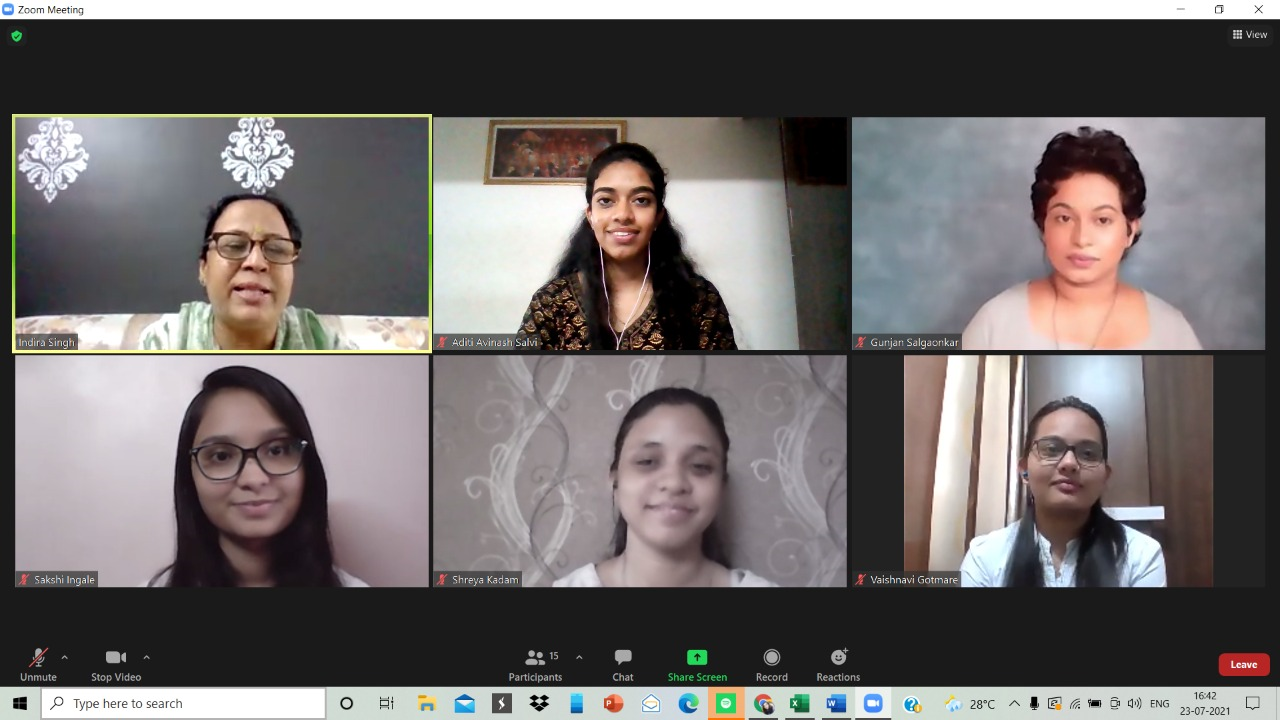 Zoom Meeting
View
Indira Singh
Aditi Avinash Salvi
Gunjan Salgaonkar
Sakshi Ingale
Shreya Kadam
Vaishnavi Gotmare
15
Unmute
Stop Video
Participants
Chat
Share Screen
Record
Reactions
Leave
Type here to search
28°C
ENG
16:42
23-07-2021